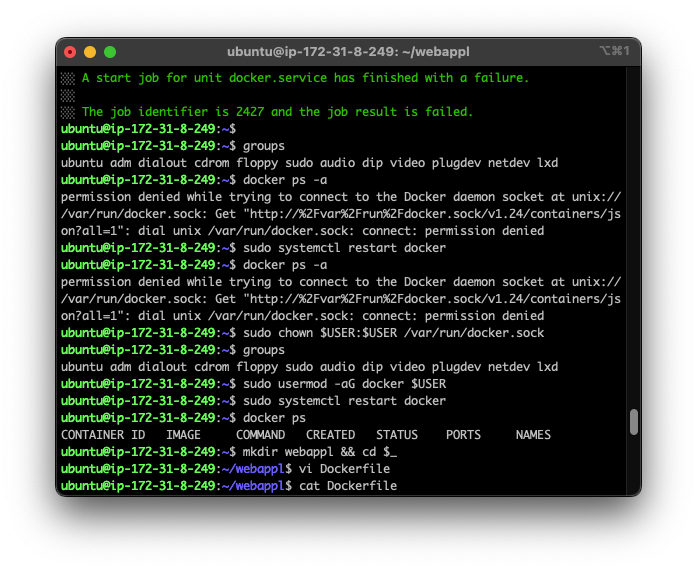 ubuntu@ip-172-31-8-249: ~/webappl
⌥⌘1
░░ A start job for unit docker.service has finished with a failure.
░░
░░ The job identifier is 2427 and the job result is failed.
ubuntu@ip-172-31-8-249:~$
ubuntu@ip-172-31-8-249:~$ groups
ubuntu adm dialout cdrom floppy sudo audio dip video plugdev netdev lxd
ubuntu@ip-172-31-8-249:~$ docker ps -a
permission denied while trying to connect to the Docker daemon socket at unix://
/var/run/docker.sock: Get "http://%2Fvar%2Frun%2Fdocker.sock/v1.24/containers/js
on?all=1": dial unix /var/run/docker.sock: connect: permission denied
ubuntu@ip-172-31-8-249:~$ sudo systemctl restart docker
ubuntu@ip-172-31-8-249:~$ docker ps -a
permission denied while trying to connect to the Docker daemon socket at unix://
/var/run/docker.sock: Get "http://%2Fvar%2Frun%2Fdocker.sock/v1.24/containers/js
on?all=1": dial unix /var/run/docker.sock: connect: permission denied
ubuntu@ip-172-31-8-249:~$ sudo chown $USER:$USER /var/run/docker.sock
ubuntu@ip-172-31-8-249:~$ groups
ubuntu adm dialout cdrom floppy sudo audio dip video plugdev netdev lxd
ubuntu@ip-172-31-8-249:~$ sudo usermod -aG docker $USER
ubuntu@ip-172-31-8-249:~$ sudo systemctl restart docker
ubuntu@ip-172-31-8-249:~$ docker ps
CONTAINER ID   IMAGE     COMMAND   CREATED   STATUS    PORTS     NAMES
ubuntu@ip-172-31-8-249:~$ mkdir webappl && cd $_
ubuntu@ip-172-31-8-249:~/webappl$ vi Dockerfile
ubuntu@ip-172-31-8-249:~/webappl$ cat Dockerfile